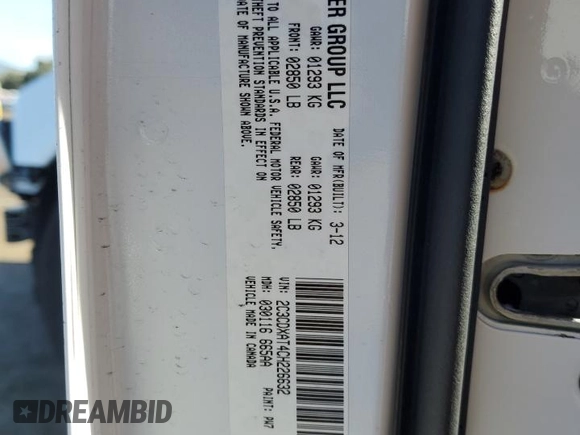 ER GROUP LLC
DATE OF MFR(BUILT): 3-12
GAWR: 01293 KG GAWR: 01293 KG
FRONT: 02850 LB REAR: 02850 LB
TO ALL APPLICABLE U.S.A. FEDERAL MOTOR VEHICLE SAFETY,
THEFT PREVENTION STANDARDS IN EFFECT ON
DATE OF MANUFACTURE SHOWN ABOVE.
VIN: 2C3CDXAT4CH226632
MDH: 030116 665AA PAINT: PW7
VEHICLE MADE IN CANADA
DREAMBID